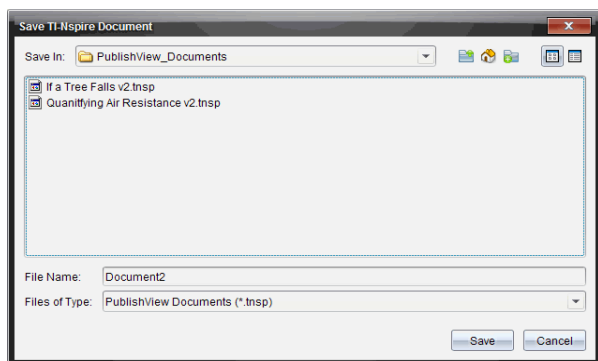 Save TI-Nspire Document
Save In: PublishView_Documents
If a Tree Falls v2.tnsp
Quanitfying Air Resistance v2.tnsp
File Name: Document2
Files of Type: PublishView Documents (*.tnsp)
Save Cancel